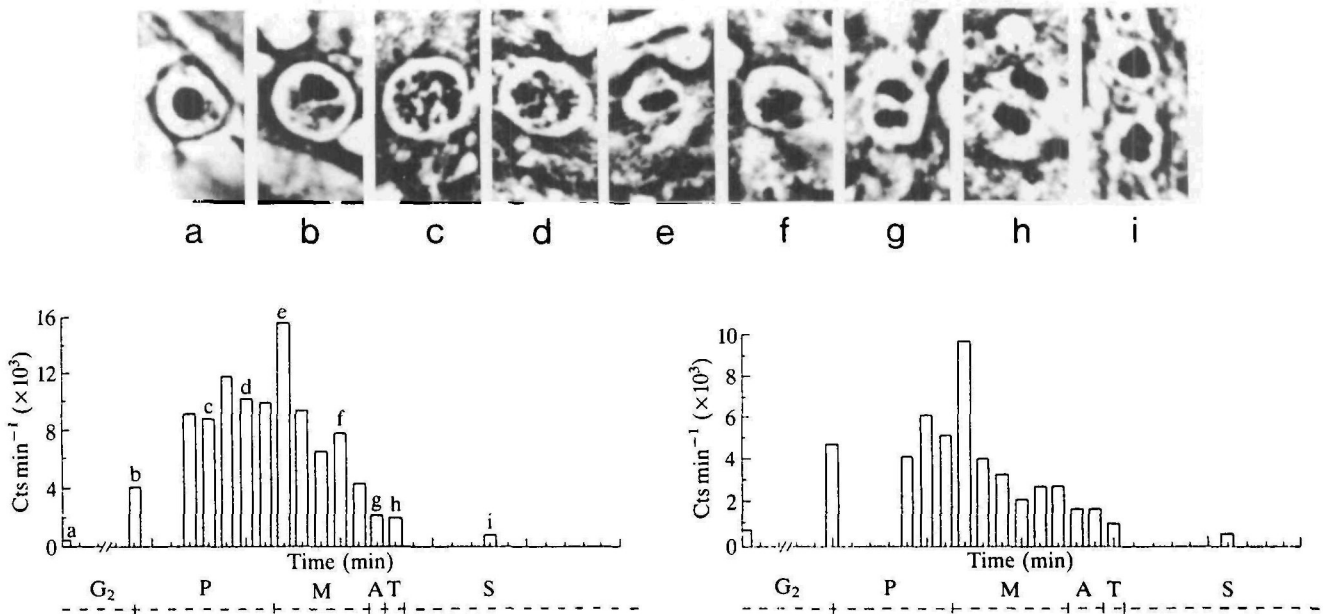 a b c d e f g h i
16
12
8
4
0
Cts min⁻¹ (×10³)
a b c d e f g h i
Time (min)
G₂ P M A T S
10
8
6
4
2
0
Cts min⁻¹ (×10³)
Time (min)
G₂ P M A T S